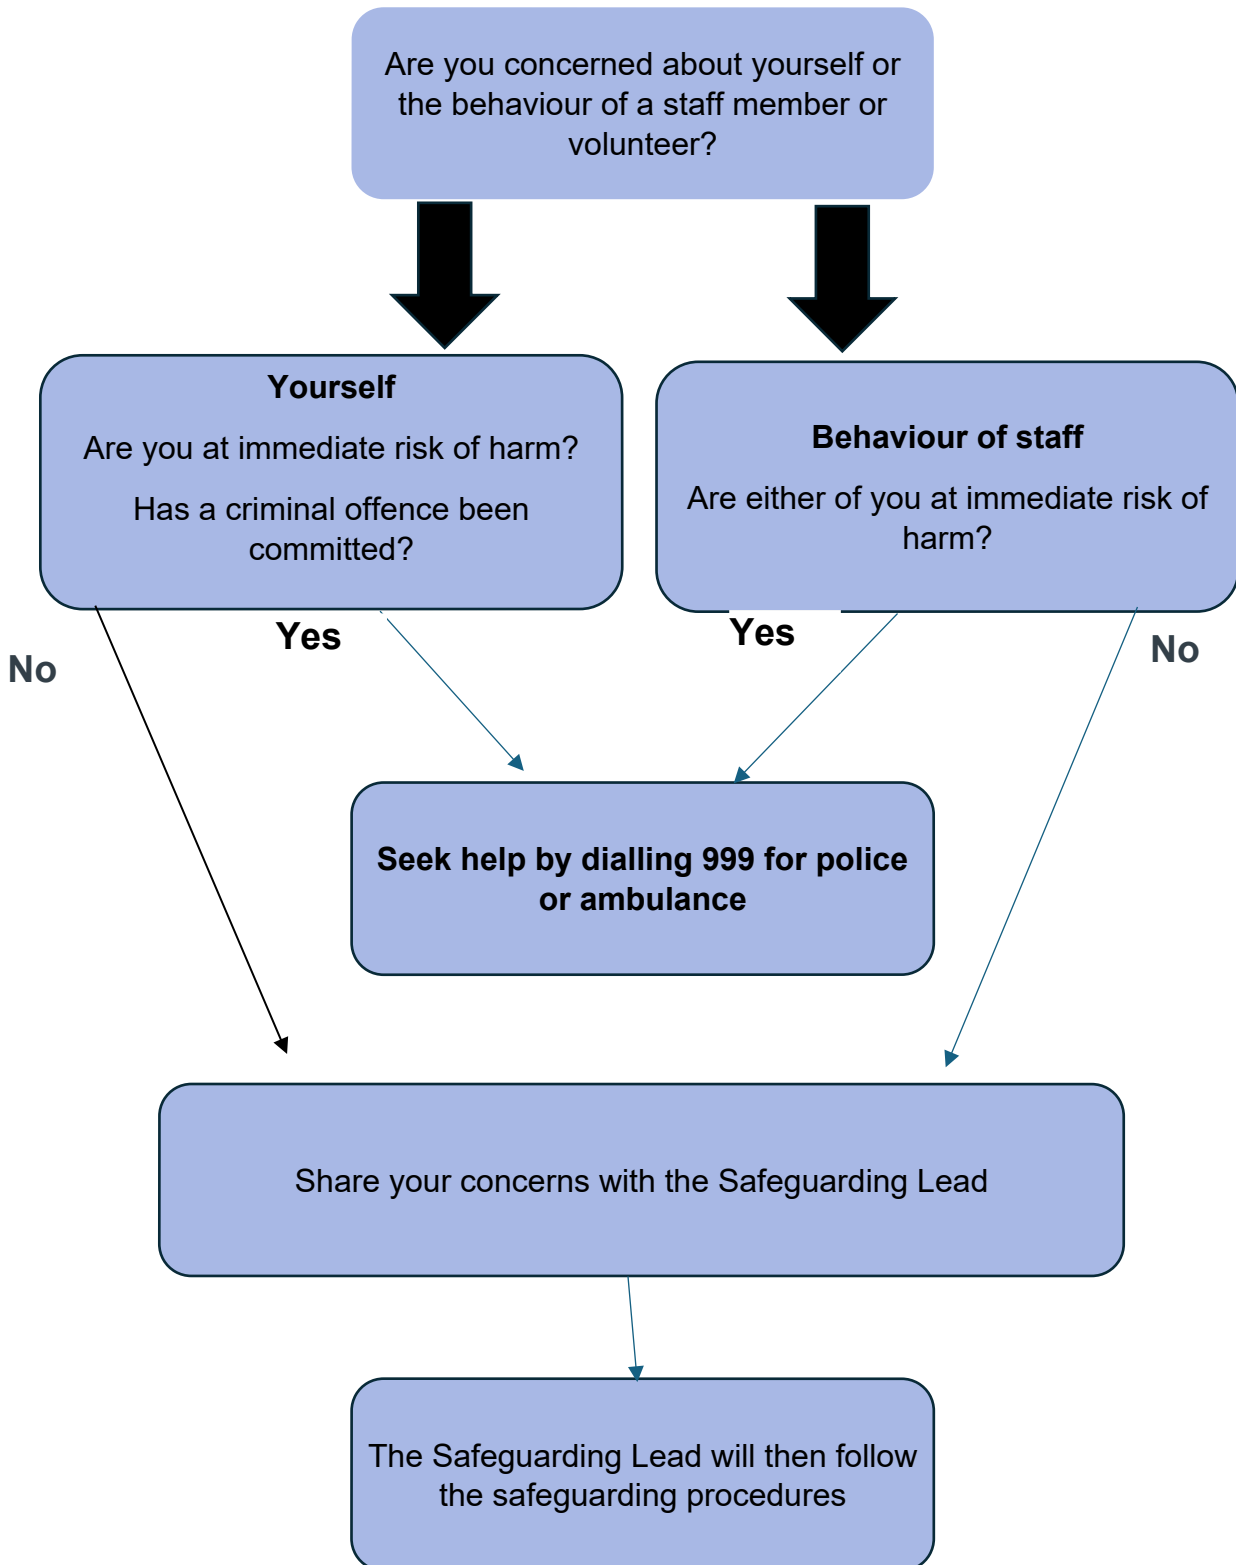 Are you concerned about yourself or
the behaviour of a staff member or
volunteer?
Yourself
Are you at immediate risk of harm?
Has a criminal offence been
committed?
Behaviour of staff
Are either of you at immediate risk of
harm?
No
Yes
Yes
No
Seek help by dialling 999 for police
or ambulance
Share your concerns with the Safeguarding Lead
The Safeguarding Lead will then follow
the safeguarding procedures